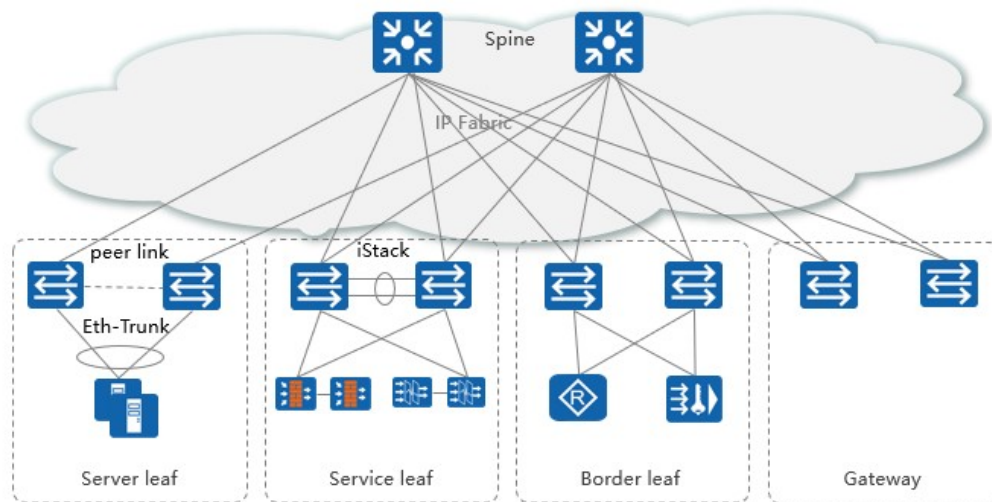 Spine
IP Fabric
peer link
iStack
Eth-Trunk
R
Server leaf
Service leaf
Border leaf
Gateway